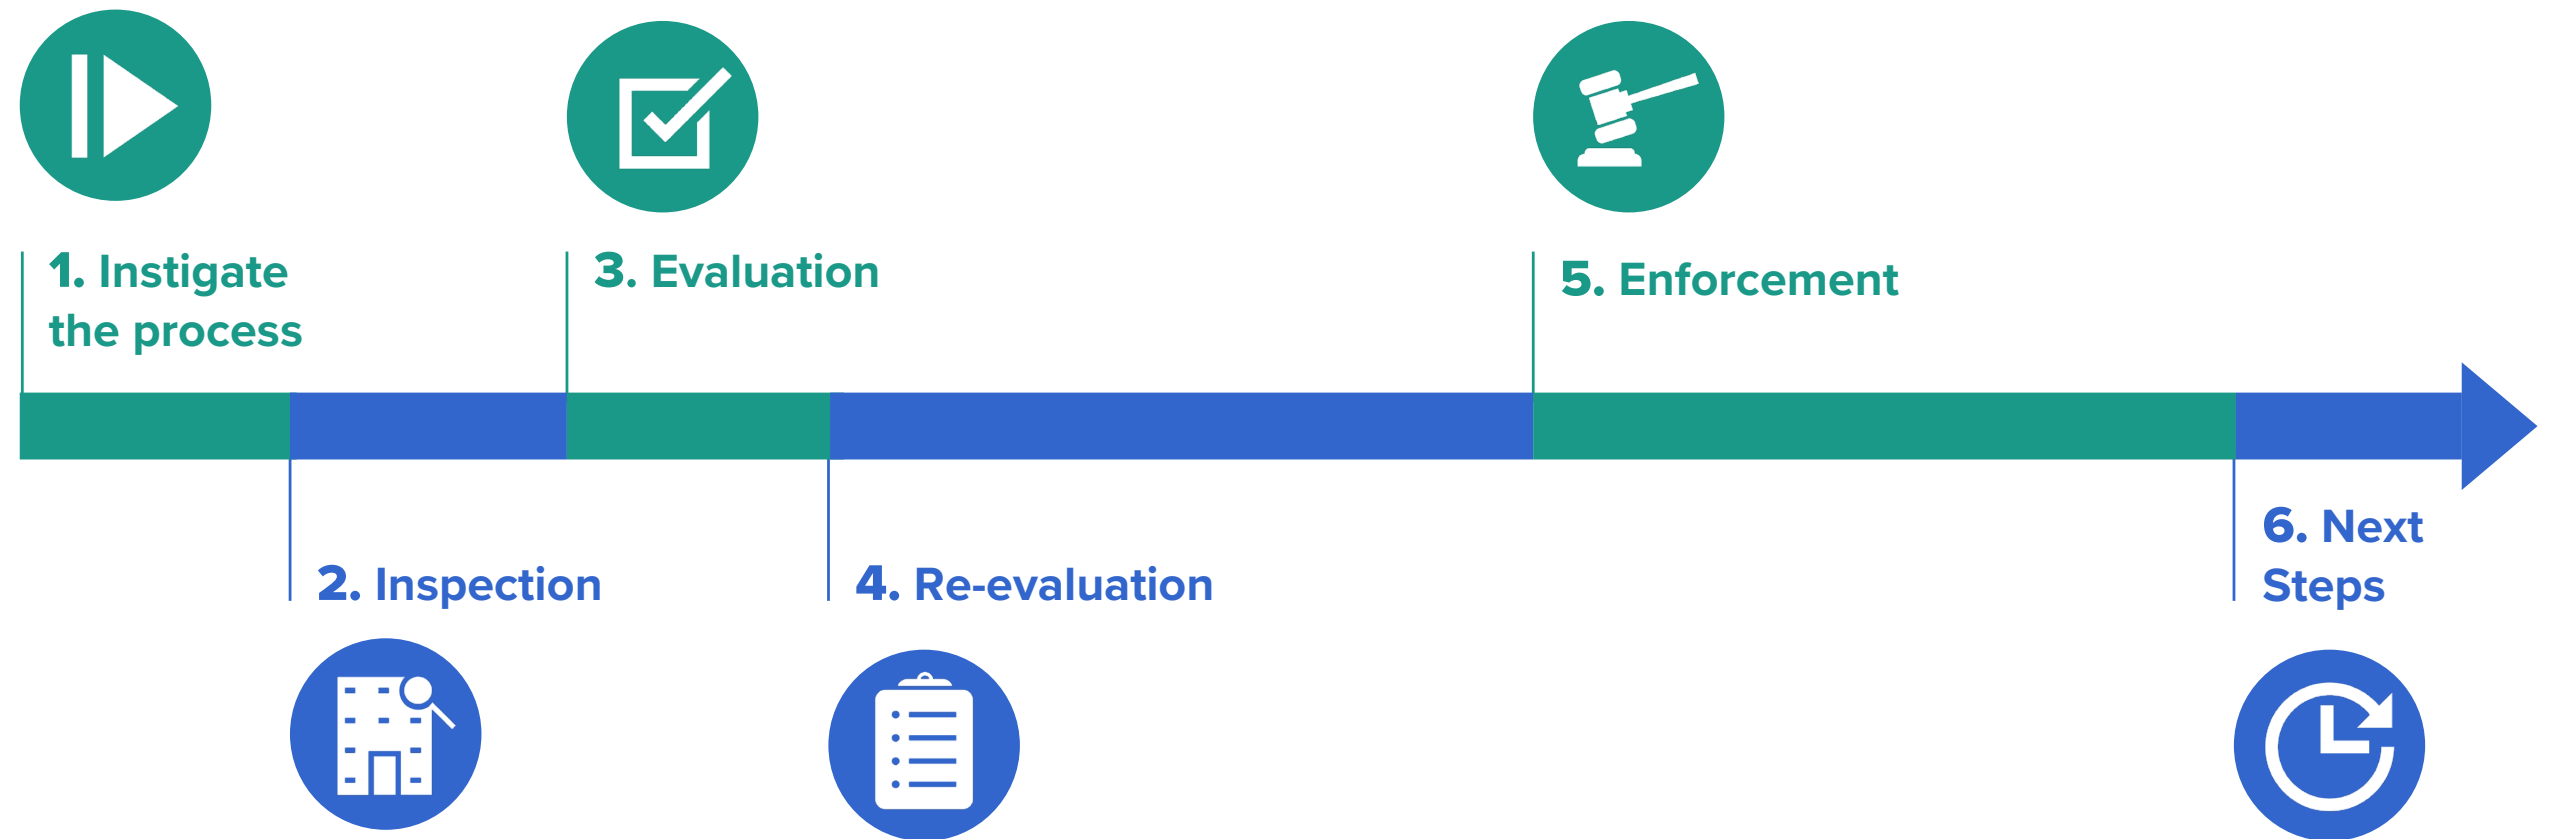 1. Instigate
the process
2. Inspection
3. Evaluation
4. Re-evaluation
5. Enforcement
6. Next
Steps